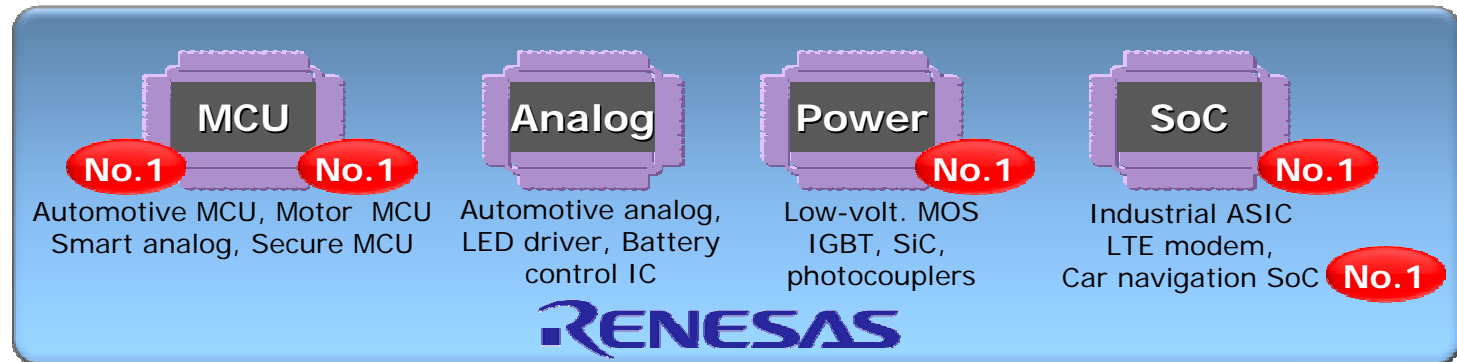 MCU
No.1
No.1
Automotive MCU, Motor MCU
Smart analog, Secure MCU
Analog
Automotive analog,
LED driver, Battery
control IC
Power
No.1
Low-volt. MOS
IGBT, SiC,
photocouplers
SoC
No.1
Industrial ASIC
LTE modem,
Car navigation SoC
No.1
RENESAS